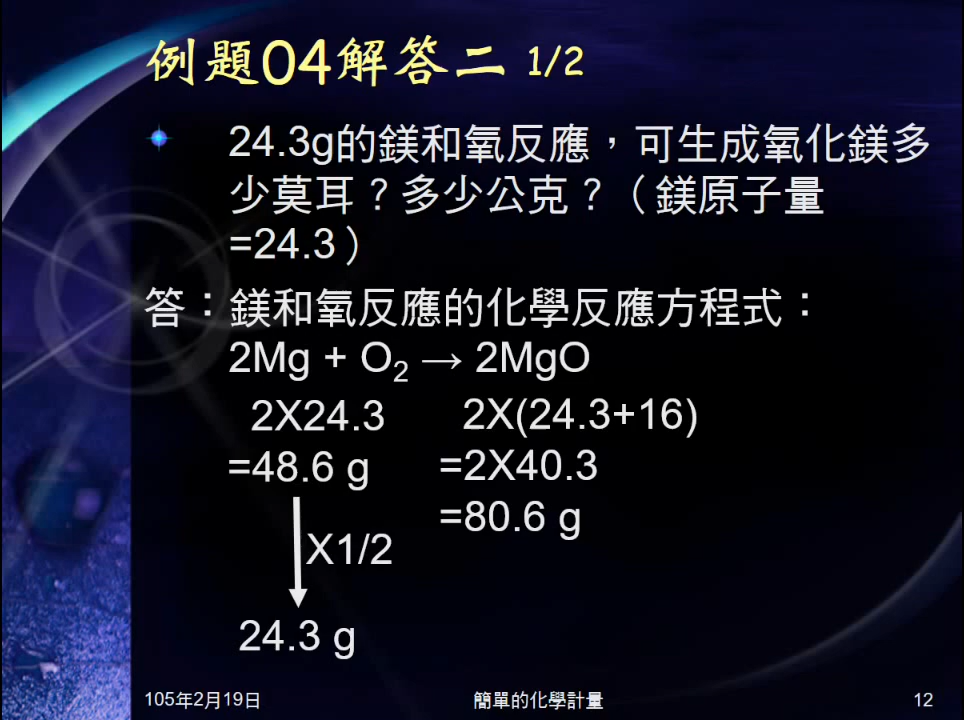 例題04解答二 1/2
24.3g的鎂和氧反應，可生成氧化鎂多
少莫耳？多少公克？（鎂原子量
=24.3）
答：鎂和氧反應的化學反應方程式：
2Mg + O₂ → 2MgO
2X24.3 2X(24.3+16)
=48.6 g =2X40.3
=80.6 g
X1/2
24.3 g
105年2月19日 簡單的化學計量 12